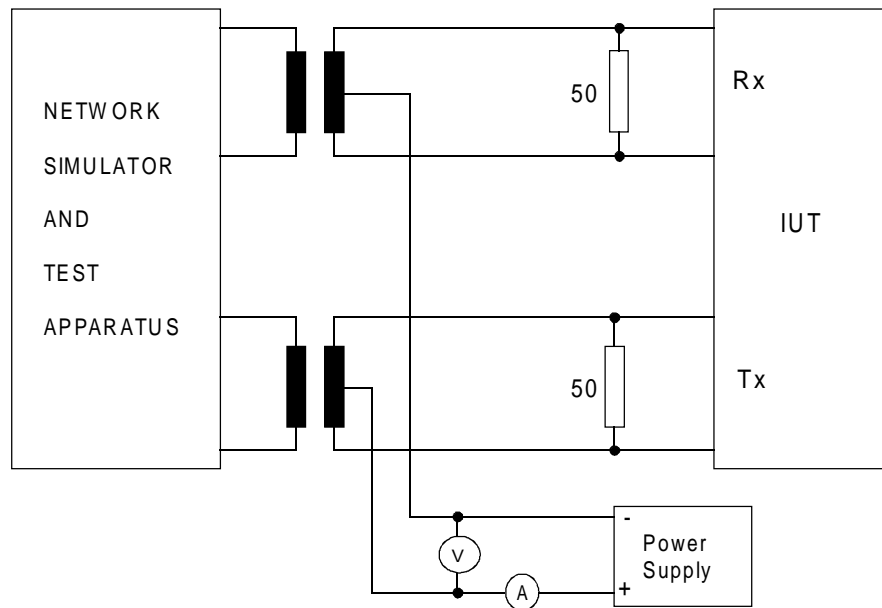 NETWORK
SIMULATOR
AND
TEST
APPARATUS
50
Rx
IUT
50
Tx
V
A
-
+
Power
Supply